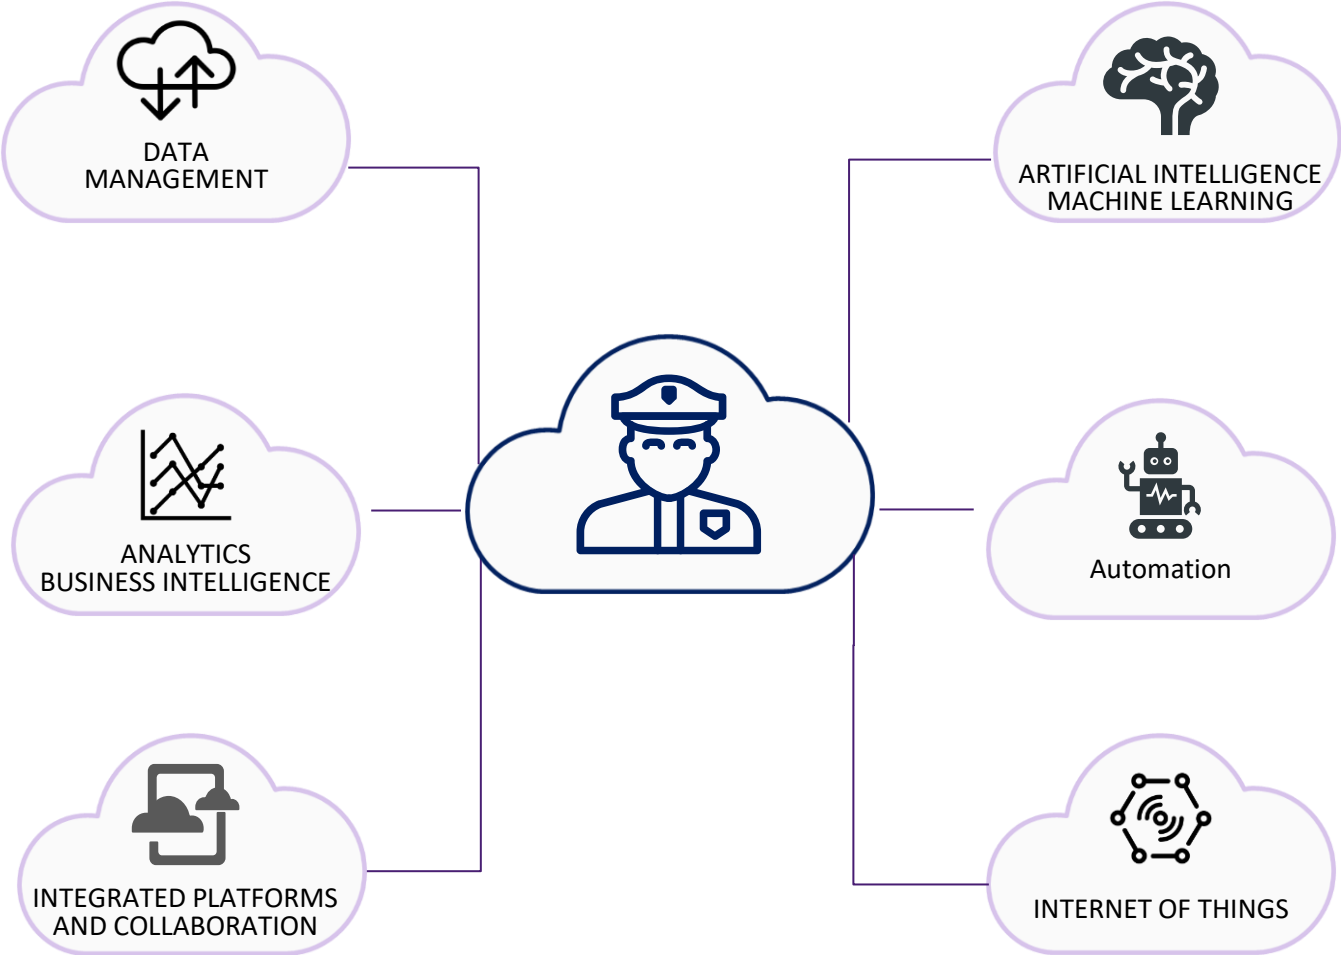 DATA
MANAGEMENT
ARTIFICIAL INTELLIGENCE
MACHINE LEARNING
ANALYTICS
BUSINESS INTELLIGENCE
Automation
INTEGRATED PLATFORMS
AND COLLABORATION
INTERNET OF THINGS